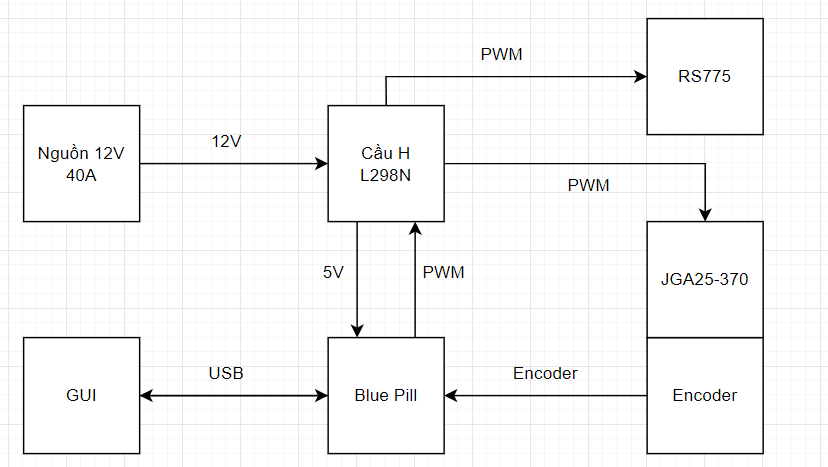 PWM
RS775
Nguồn 12V
40A
12V
Cầu H
L298N
PWM
5V
PWM
JGA25-370
GUI
USB
Blue Pill
Encoder
Encoder